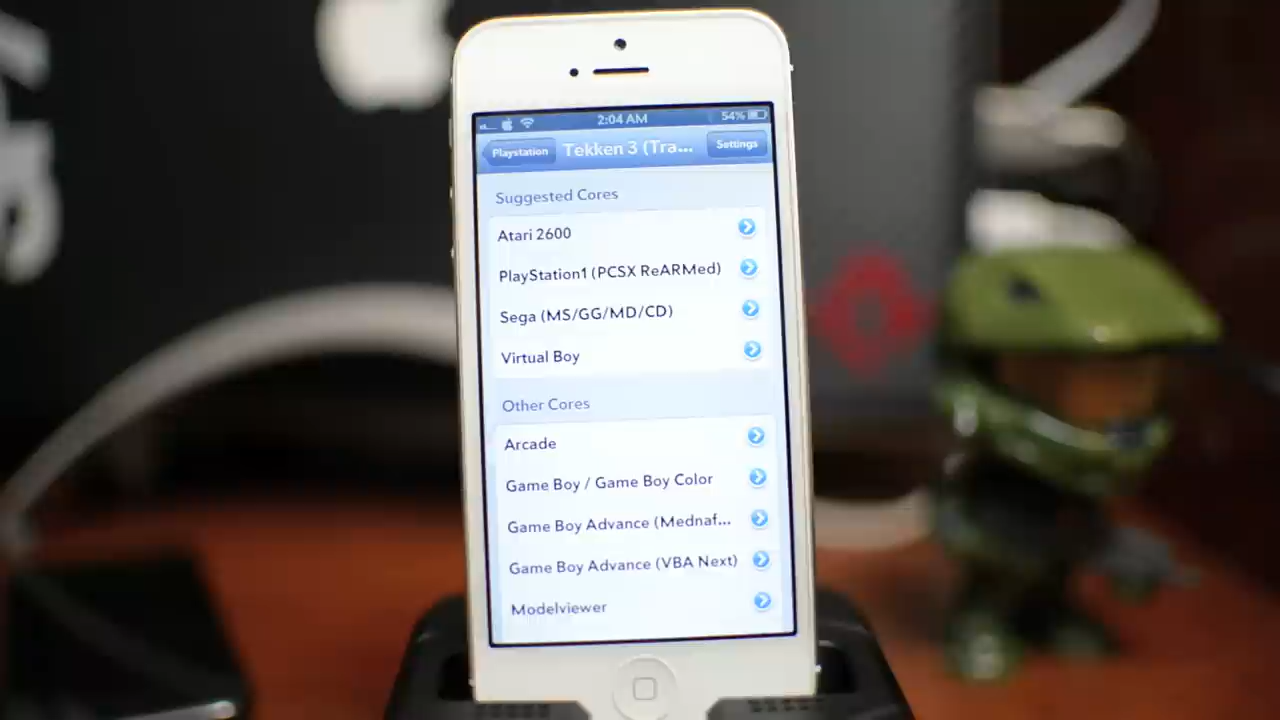 2:04 AM
54%
Playstation
Tekken 3 (Tra...
Settings
Suggested Cores
Atari 2600
PlayStation1 (PCSX ReARMed)
Sega (MS/GG/MD/CD)
Virtual Boy
Other Cores
Arcade
Game Boy / Game Boy Color
Game Boy Advance (Mednaf...
Game Boy Advance (VBA Next)
Modelviewer